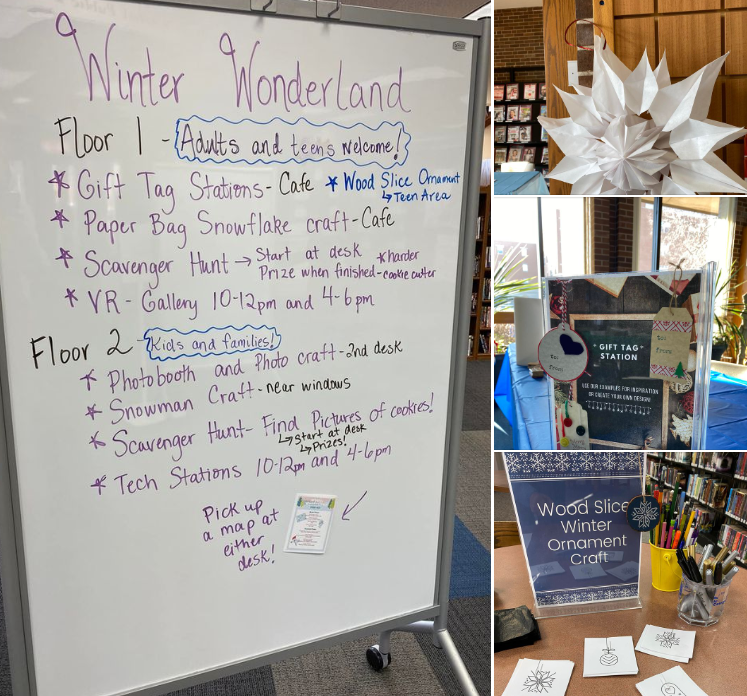 Winter Wonderland
Floor 1 - Adults and teens welcome!
* Gift Tag Stations - Cafe * Wood Slice Ornament
↳ Teen Area
* Paper Bag Snowflake craft - Cafe
* Scavenger Hunt → Start at desk *harder
Prize when finished - cookie cutter
* VR - Gallery 10-12pm and 4-6pm
Floor 2 - Kids and families!
* Photobooth and Photo craft - 2nd desk
* Snowman Craft - near windows
* Scavenger Hunt - Find Pictures of cookies!
↳ Start at desk
↳ Prizes!
* Tech Stations 10-12pm and 4-6pm
Pick up
a map at
either
desk!
GIFT TAG
STATION
USE OUR EXAMPLES FOR INSPIRATION
OR CREATE YOUR OWN DESIGN!
To:
From:
To:
From:
Wood Slice
Winter
Ornament
Craft